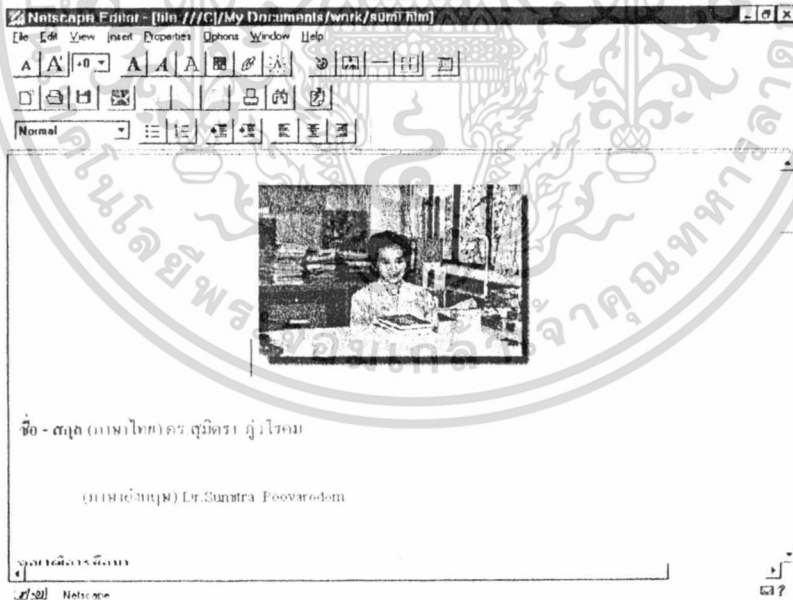 Netscape Editor - [file:///C|/My Documents/work/sumi.htm]
File Edit View Insert Properties Options Window Help
+0
Normal
ชื่อ - สกุล (ภาษาไทย) ดร.สุมิตรา ภู่วโรดม
(ภาษาอังกฤษ) Dr.Sumitra Poovarodom
Netscape